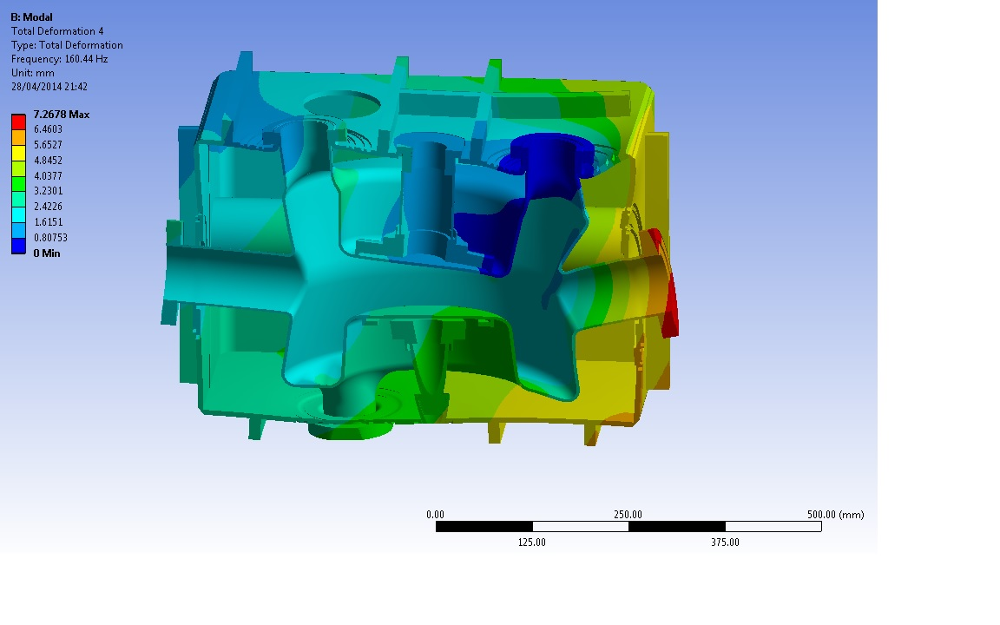 B: Modal
Total Deformation 4
Type: Total Deformation
Frequency: 160.44 Hz
Unit: mm
28/04/2014 21:42
7.2678 Max
6.4603
5.6527
4.8452
4.0377
3.2301
2.4226
1.6151
0.80753
0 Min
0.00 250.00 500.00 (mm)
125.00 375.00